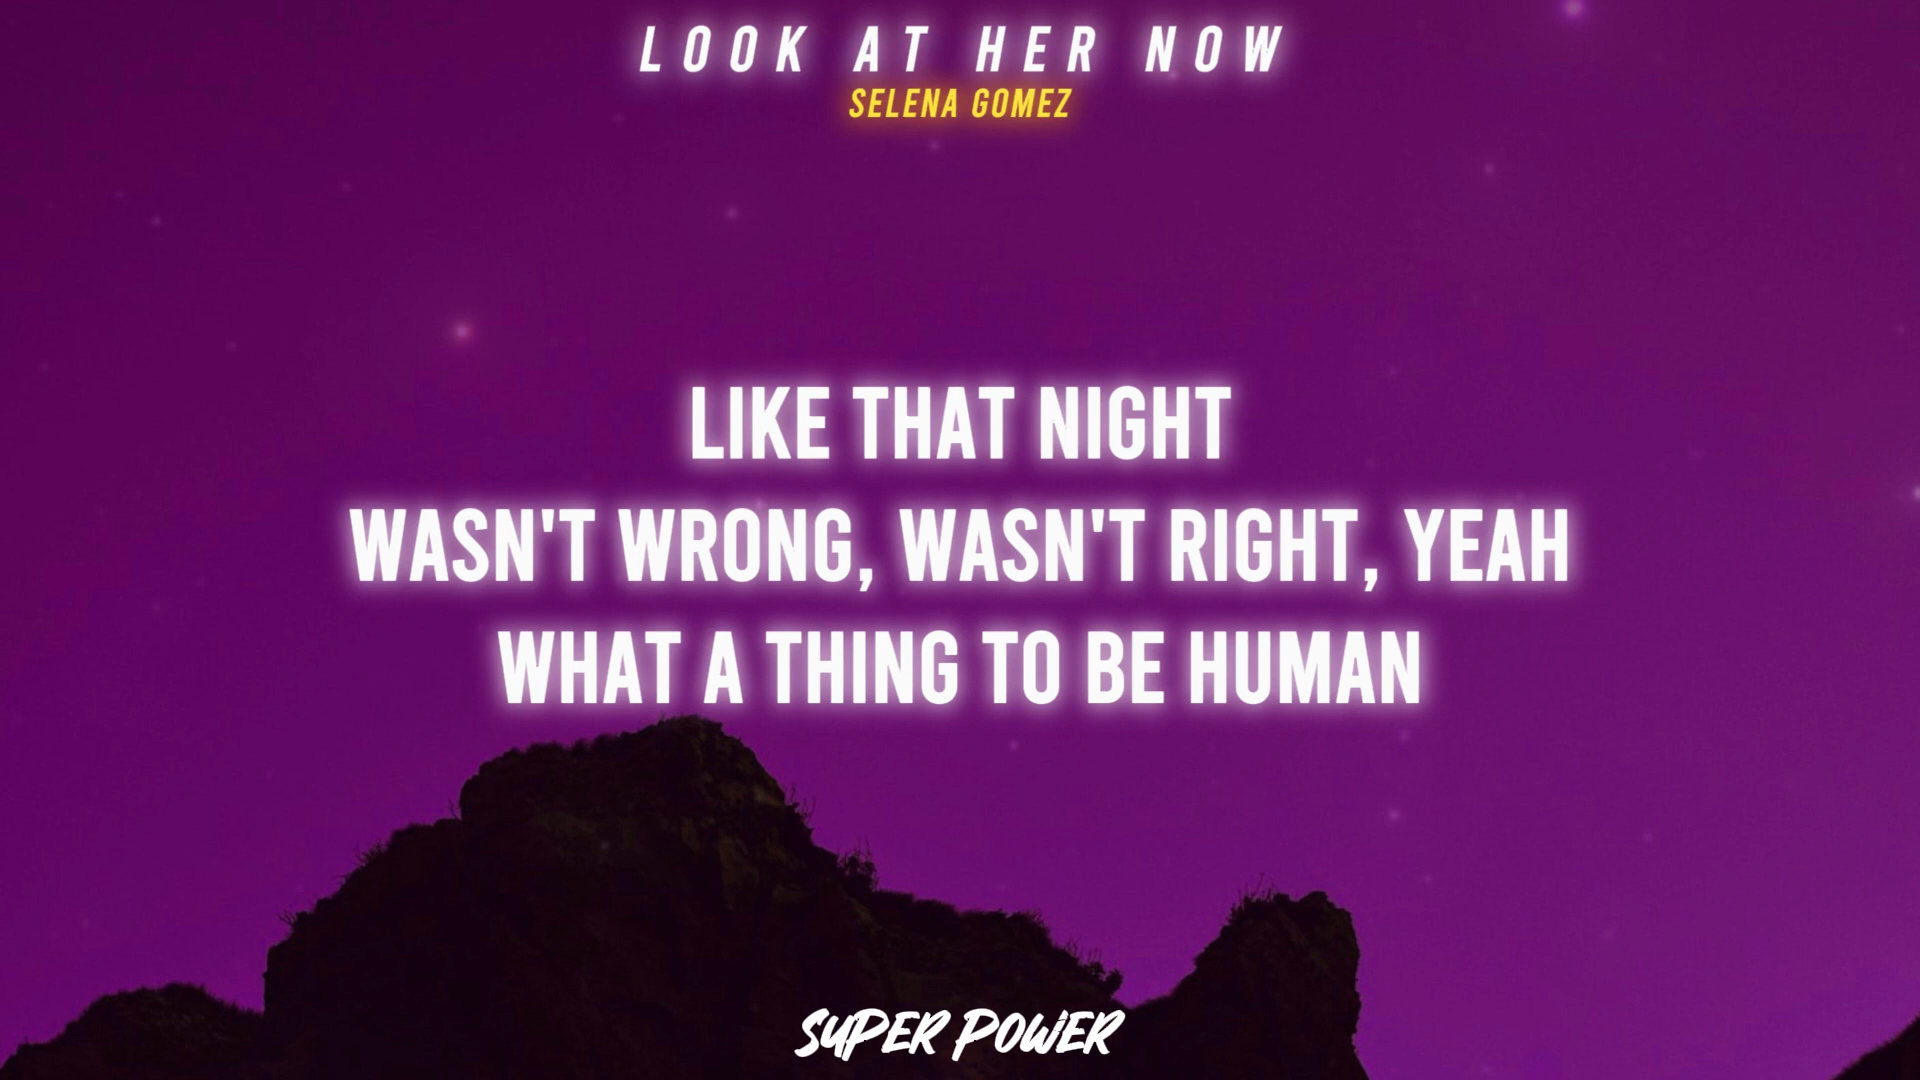 LOOK AT HER NOW
SELENA GOMEZ
LIKE THAT NIGHT
WASN'T WRONG, WASN'T RIGHT, YEAH
WHAT A THING TO BE HUMAN
SUPER POWER